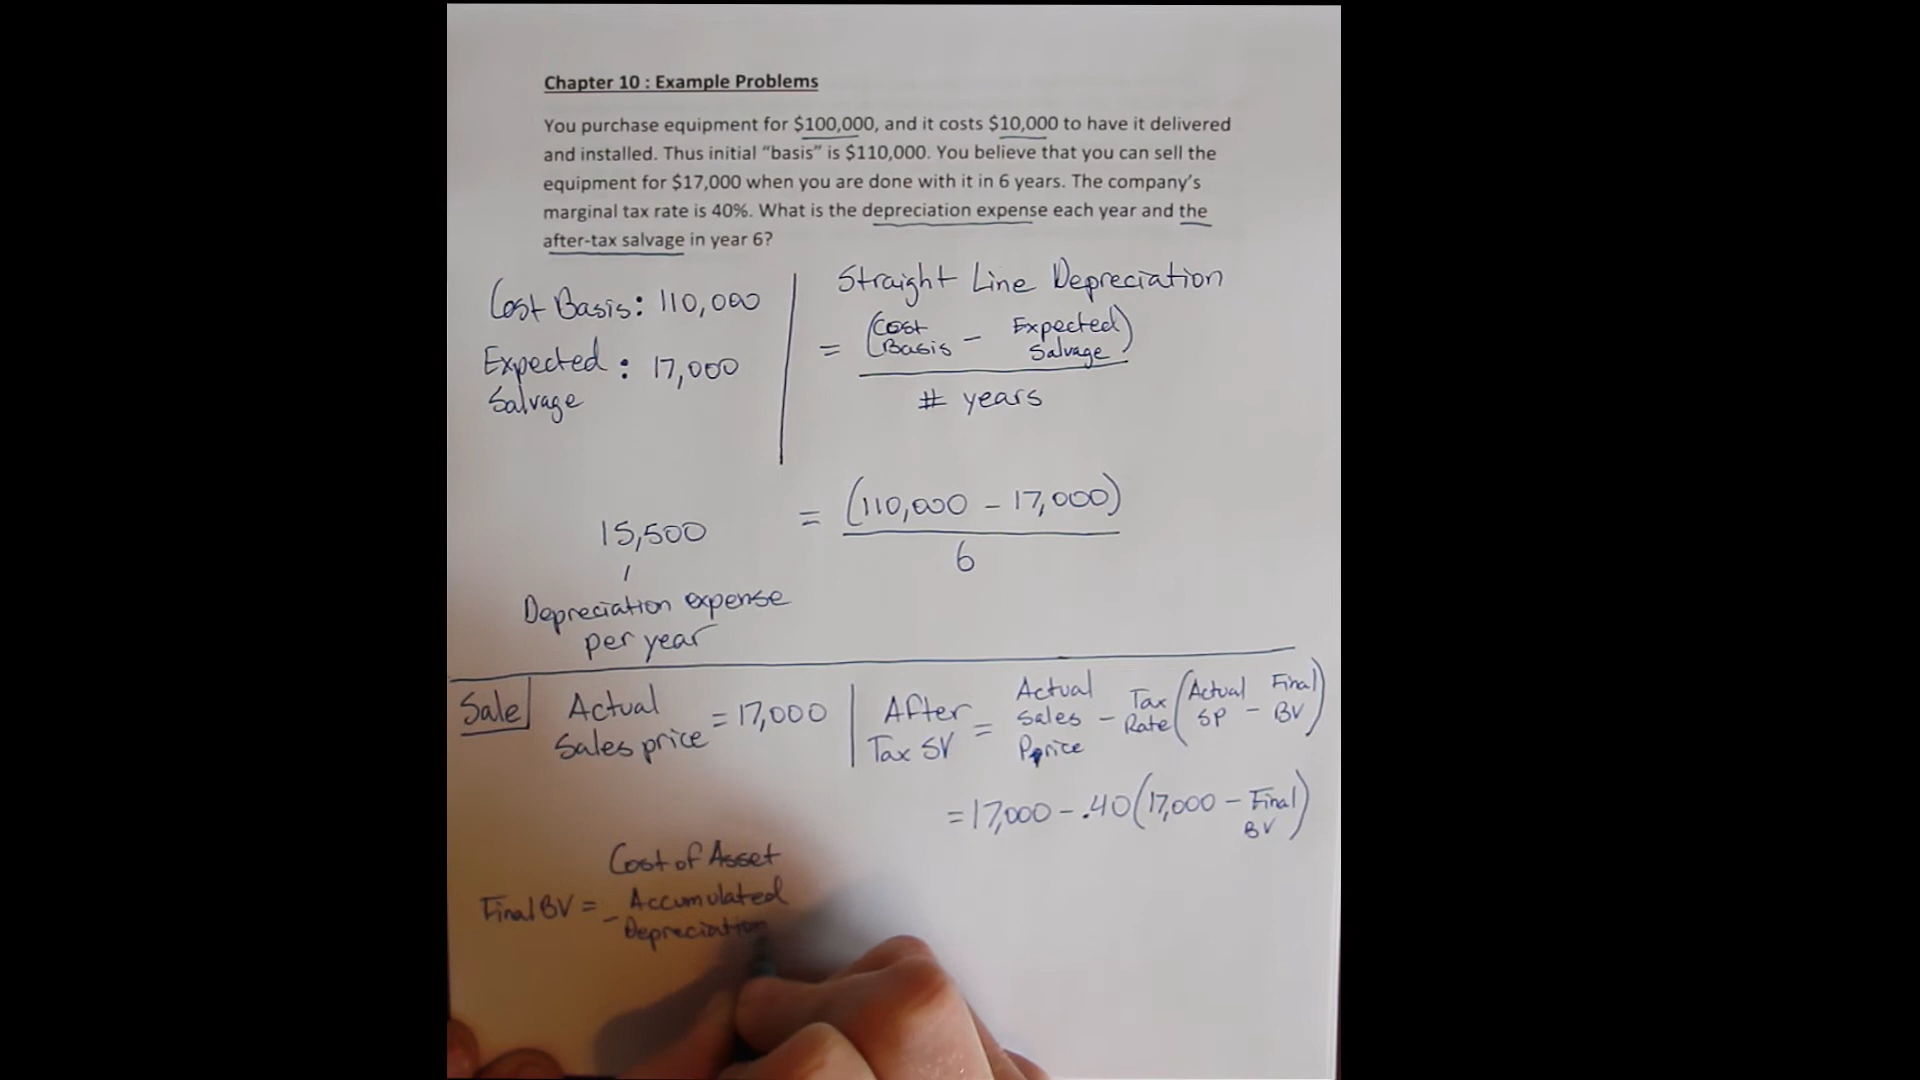 Chapter 10 : Example Problems
You purchase equipment for $100,000, and it costs $10,000 to have it delivered
and installed. Thus initial “basis” is $110,000. You believe that you can sell the
equipment for $17,000 when you are done with it in 6 years. The company’s
marginal tax rate is 40%. What is the depreciation expense each year and the
after-tax salvage in year 6?
Cost Basis: 110,000
Expected : 17,000
Salvage
Straight Line Depreciation
= (Cost Basis - Expected Salvage)
# years
15,500 = (110,000 - 17,000)
6
Depreciation expense
per year
Sale
Actual Sales price = 17,000
After Tax SV = Actual Sales Price - Tax Rate (Actual SP - Final BV)
= 17,000 - .40 (17,000 - Final BV)
Cost of Asset
Final BV = - Accumulated
Depreciation